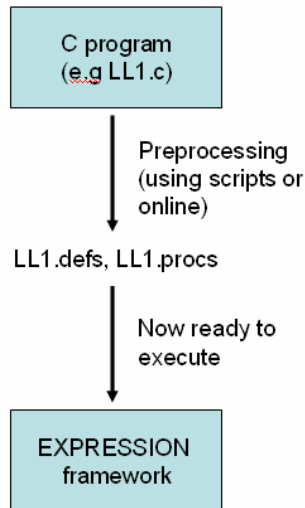 C program
(e.g LL1.c)
Preprocessing
(using scripts or
online)
LL1.defs, LL1.procs
Now ready to
execute
EXPRESSION
framework